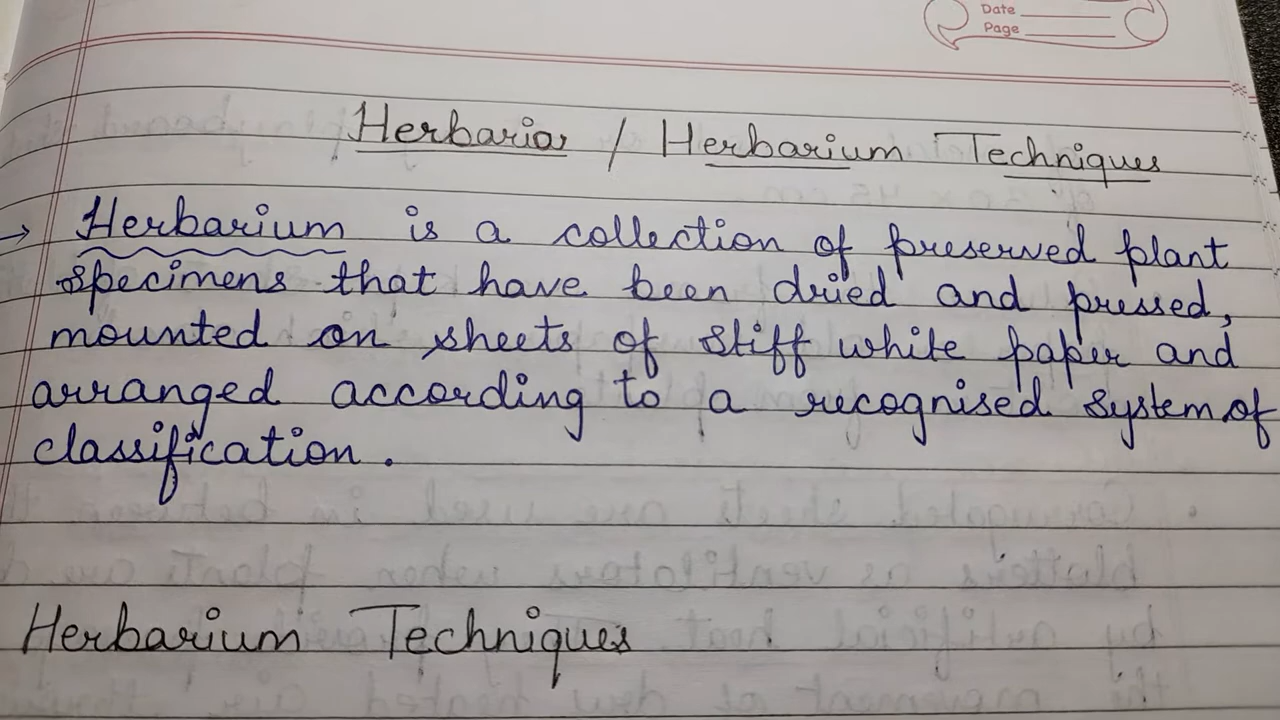 Date
Page
Herbarias / Herbarium Techniques
→ Herbarium is a collection of preserved plant
specimens that have been dried and pressed,
mounted on sheets of stiff white paper and
arranged according to a recognised system of
classification.
Herbarium Techniques